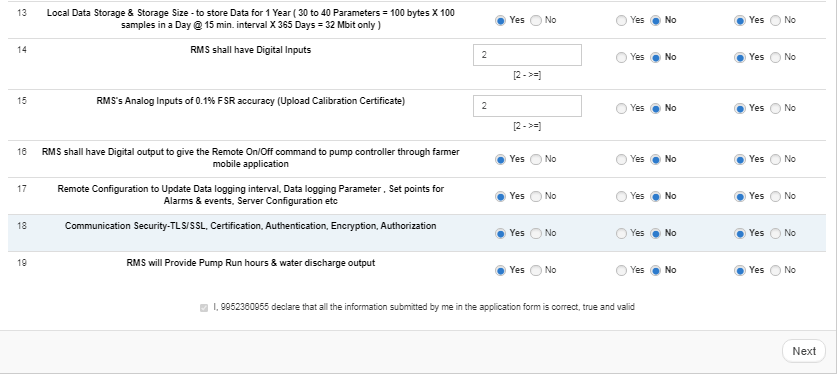 13 Local Data Storage & Storage Size - to store Data for 1 Year ( 30 to 40 Parameters = 100 bytes X 100 Yes No Yes No Yes No
samples in a Day @ 15 min. interval X 365 Days = 32 Mbit only )
14 RMS shall have Digital Inputs 2 Yes No Yes No
[2 - >=]
15 RMS's Analog Inputs of 0.1% FSR accuracy (Upload Calibration Certificate) 2 Yes No Yes No
[2 - >=]
16 RMS shall have Digital output to give the Remote On/Off command to pump controller through farmer Yes No Yes No Yes No
mobile application
17 Remote Configuration to Update Data logging interval, Data logging Parameter , Set points for Yes No Yes No Yes No
Alarms & events, Server Configuration etc
18 Communication Security-TLS/SSL, Certification, Authentication, Encryption, Authorization Yes No Yes No Yes No
19 RMS will Provide Pump Run hours & water discharge output Yes No Yes No Yes No
I, 9952360955 declare that all the information submitted by me in the application form is correct, true and valid
Next